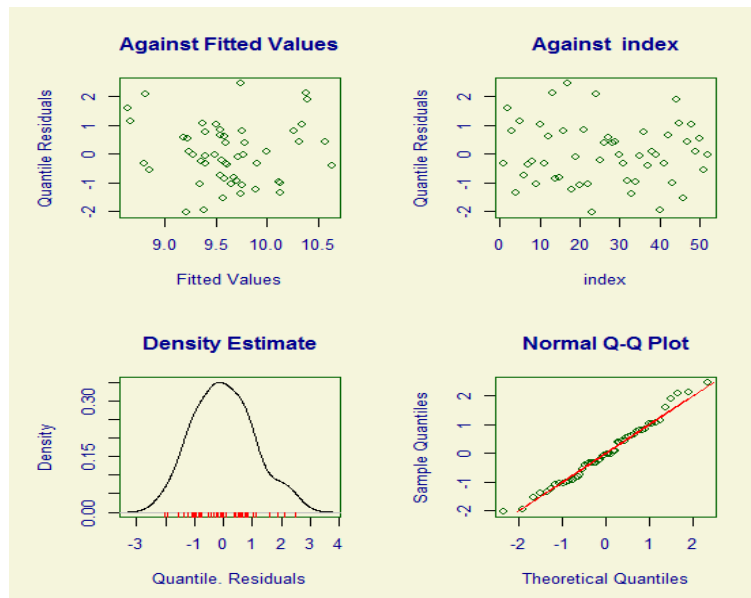 Against Fitted Values
Quantile Residuals
2
1
0
-1
-2
9.0 9.5 10.0 10.5
Fitted Values
Against index
Quantile Residuals
2
1
0
-1
-2
0 10 20 30 40 50
index
Density Estimate
Density
0.30
0.15
0.00
-3 -2 -1 0 1 2 3 4
Quantile. Residuals
Normal Q-Q Plot
Sample Quantiles
2
1
0
-1
-2
-2 -1 0 1 2
Theoretical Quantiles